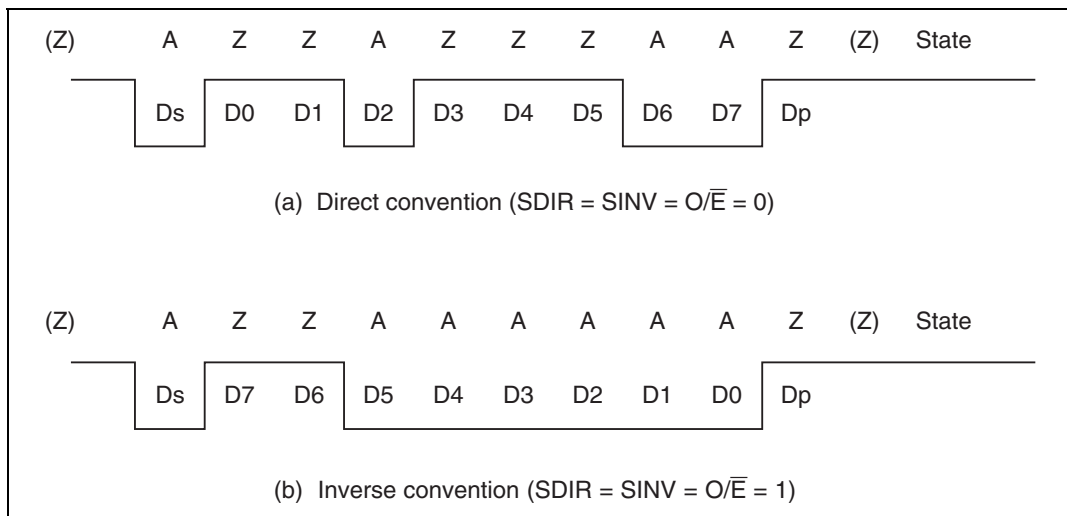 (Z) A Z Z A Z Z Z A A Z (Z) State
Ds D0 D1 D2 D3 D4 D5 D6 D7 Dp
(a) Direct convention (SDIR = SINV = O/E̅ = 0)
(Z) A Z Z A A A A A A Z (Z) State
Ds D7 D6 D5 D4 D3 D2 D1 D0 Dp
(b) Inverse convention (SDIR = SINV = O/E̅ = 1)